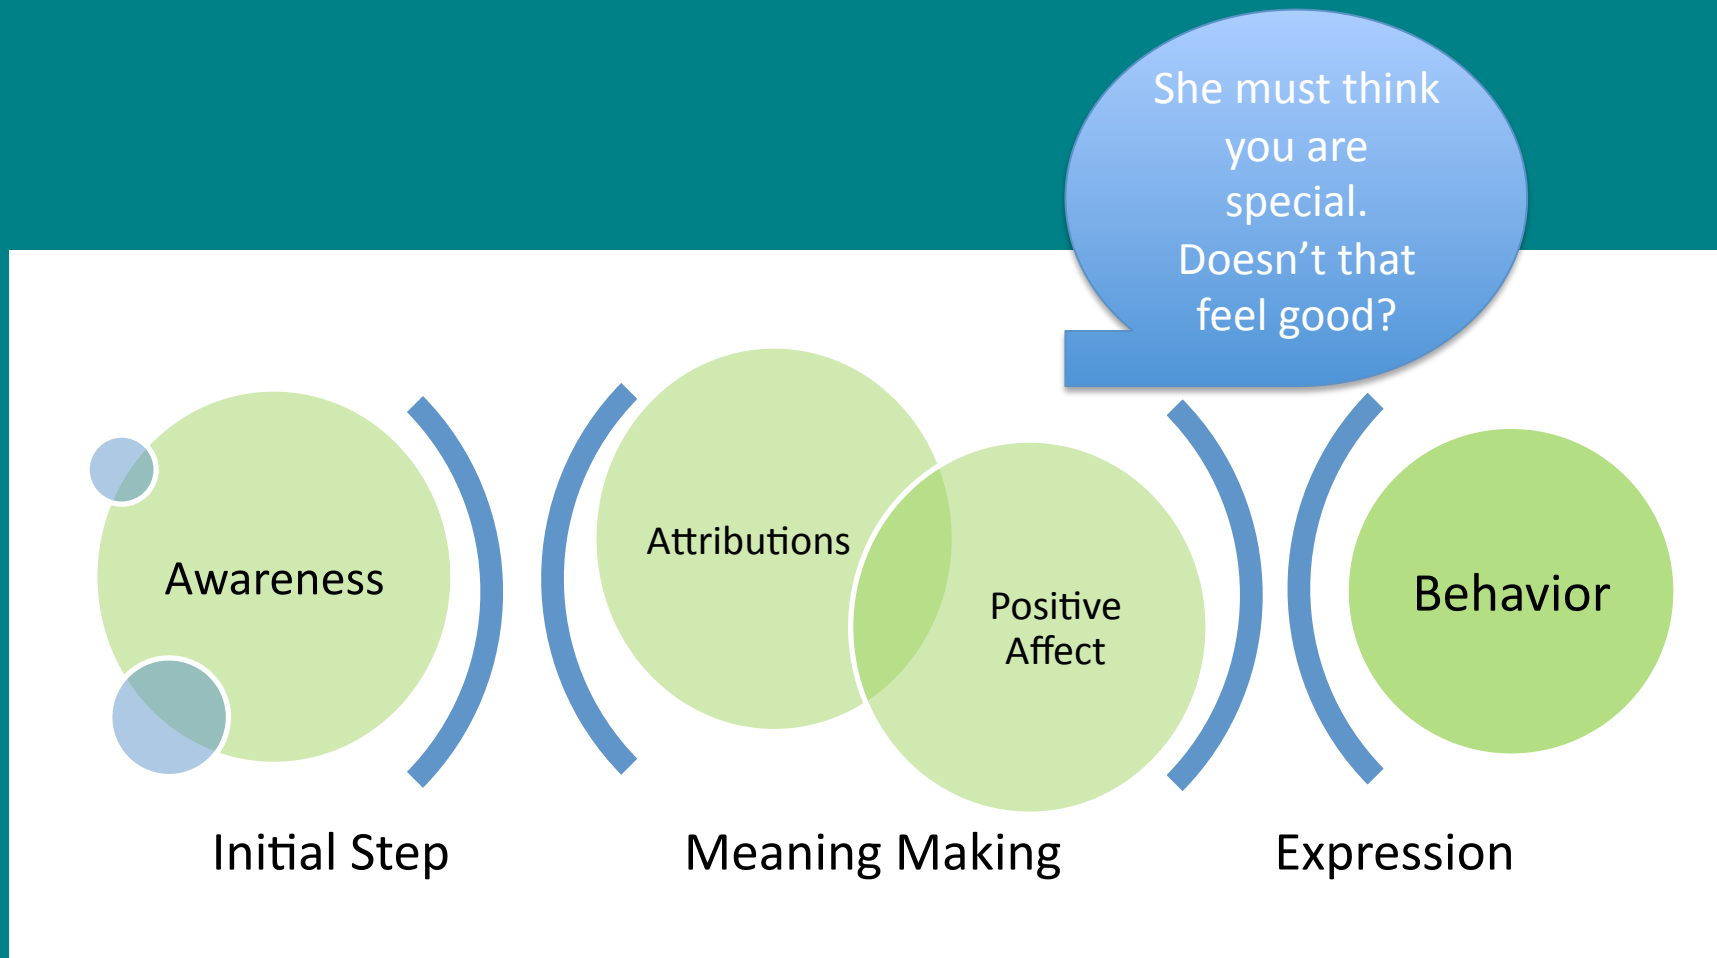 She must think
you are
special.
Doesn’t that
feel good?
Awareness
Attributions
Positive
Affect
Behavior
Initial Step
Meaning Making
Expression